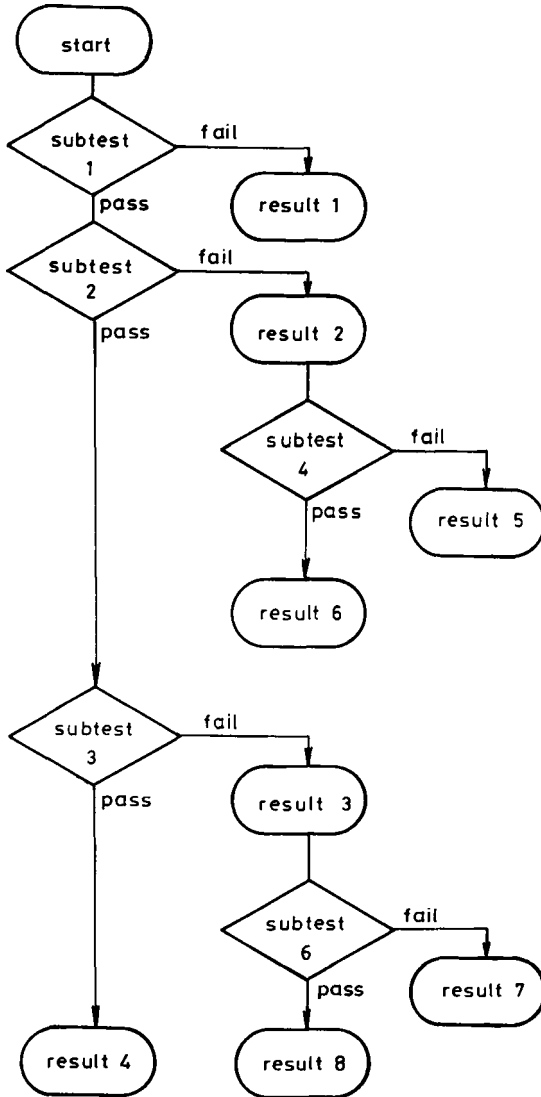 start
subtest
1
fail
pass
result 1
subtest
2
fail
pass
result 2
subtest
4
fail
pass
result 5
result 6
subtest
3
fail
pass
result 3
subtest
6
fail
pass
result 7
result 4
result 8